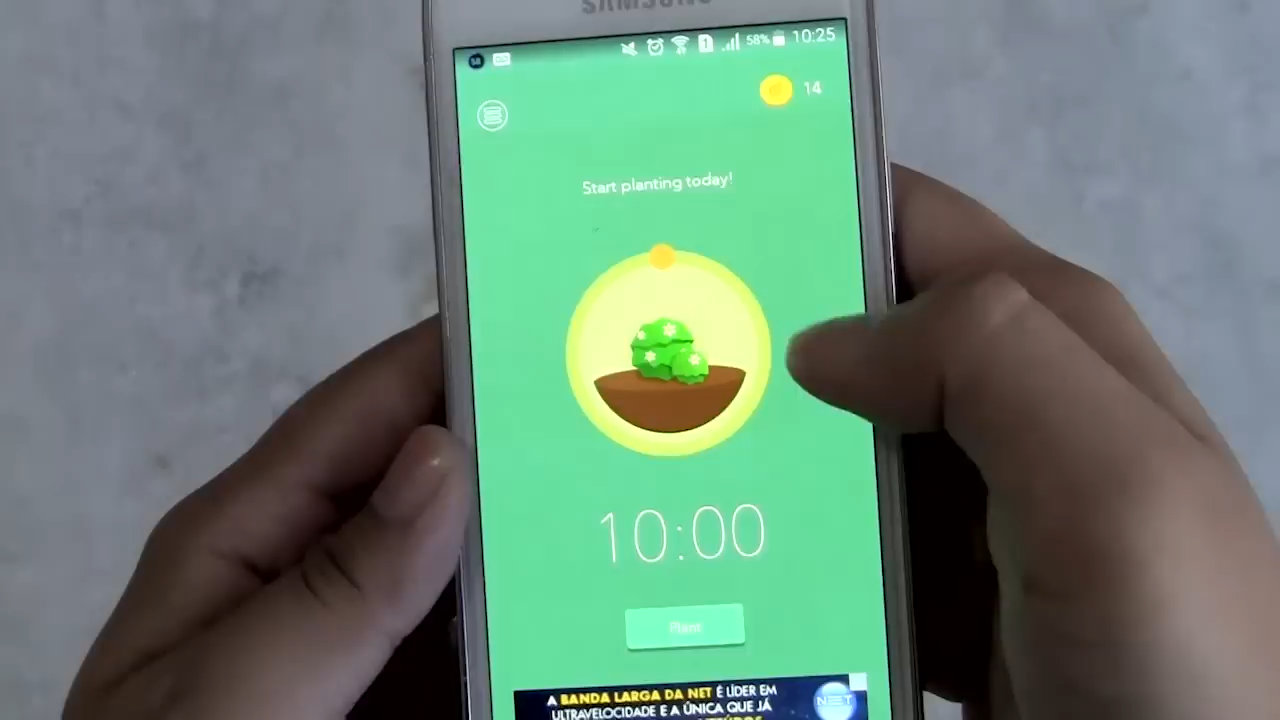 SAMSUNG
58% 10:25
14
Start planting today!
10:00
Plant
A BANDA LARGA DA NET É LÍDER EM
ULTRAVELOCIDADE E A ÚNICA QUE JÁ
NET